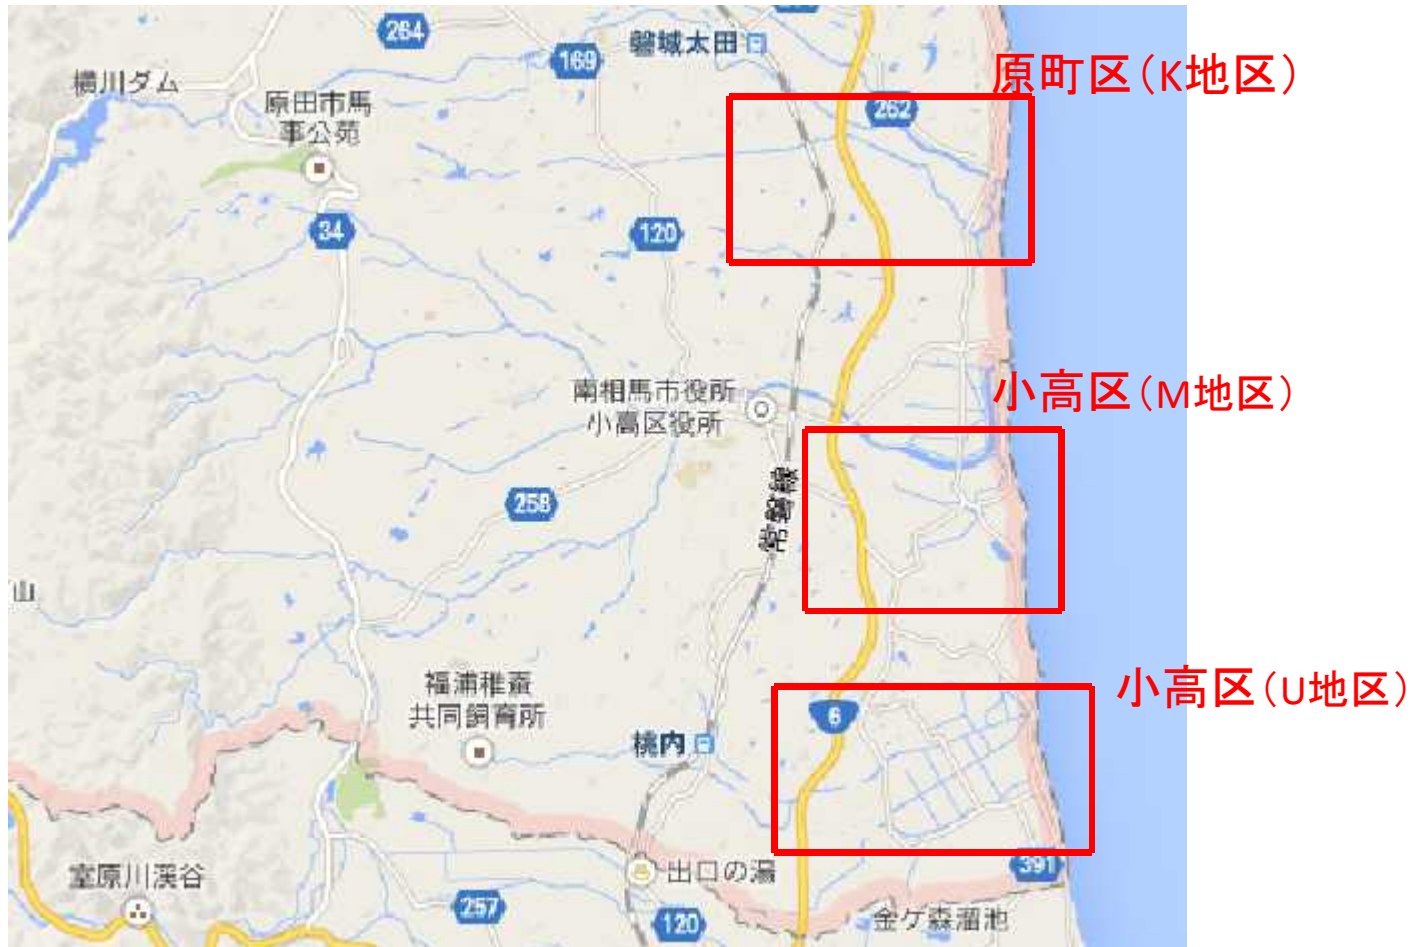 264
磐城太田
169
原町区（K地区）
横川ダム
原田市馬
事公苑
262
34
120
南相馬市役所
小高区役所
小高区（M地区）
常磐線
258
山
福浦稚蚕
共同飼育所
小高区（U地区）
6
桃内
室原川渓谷
出口の湯
391
257
120
金ケ森溜池